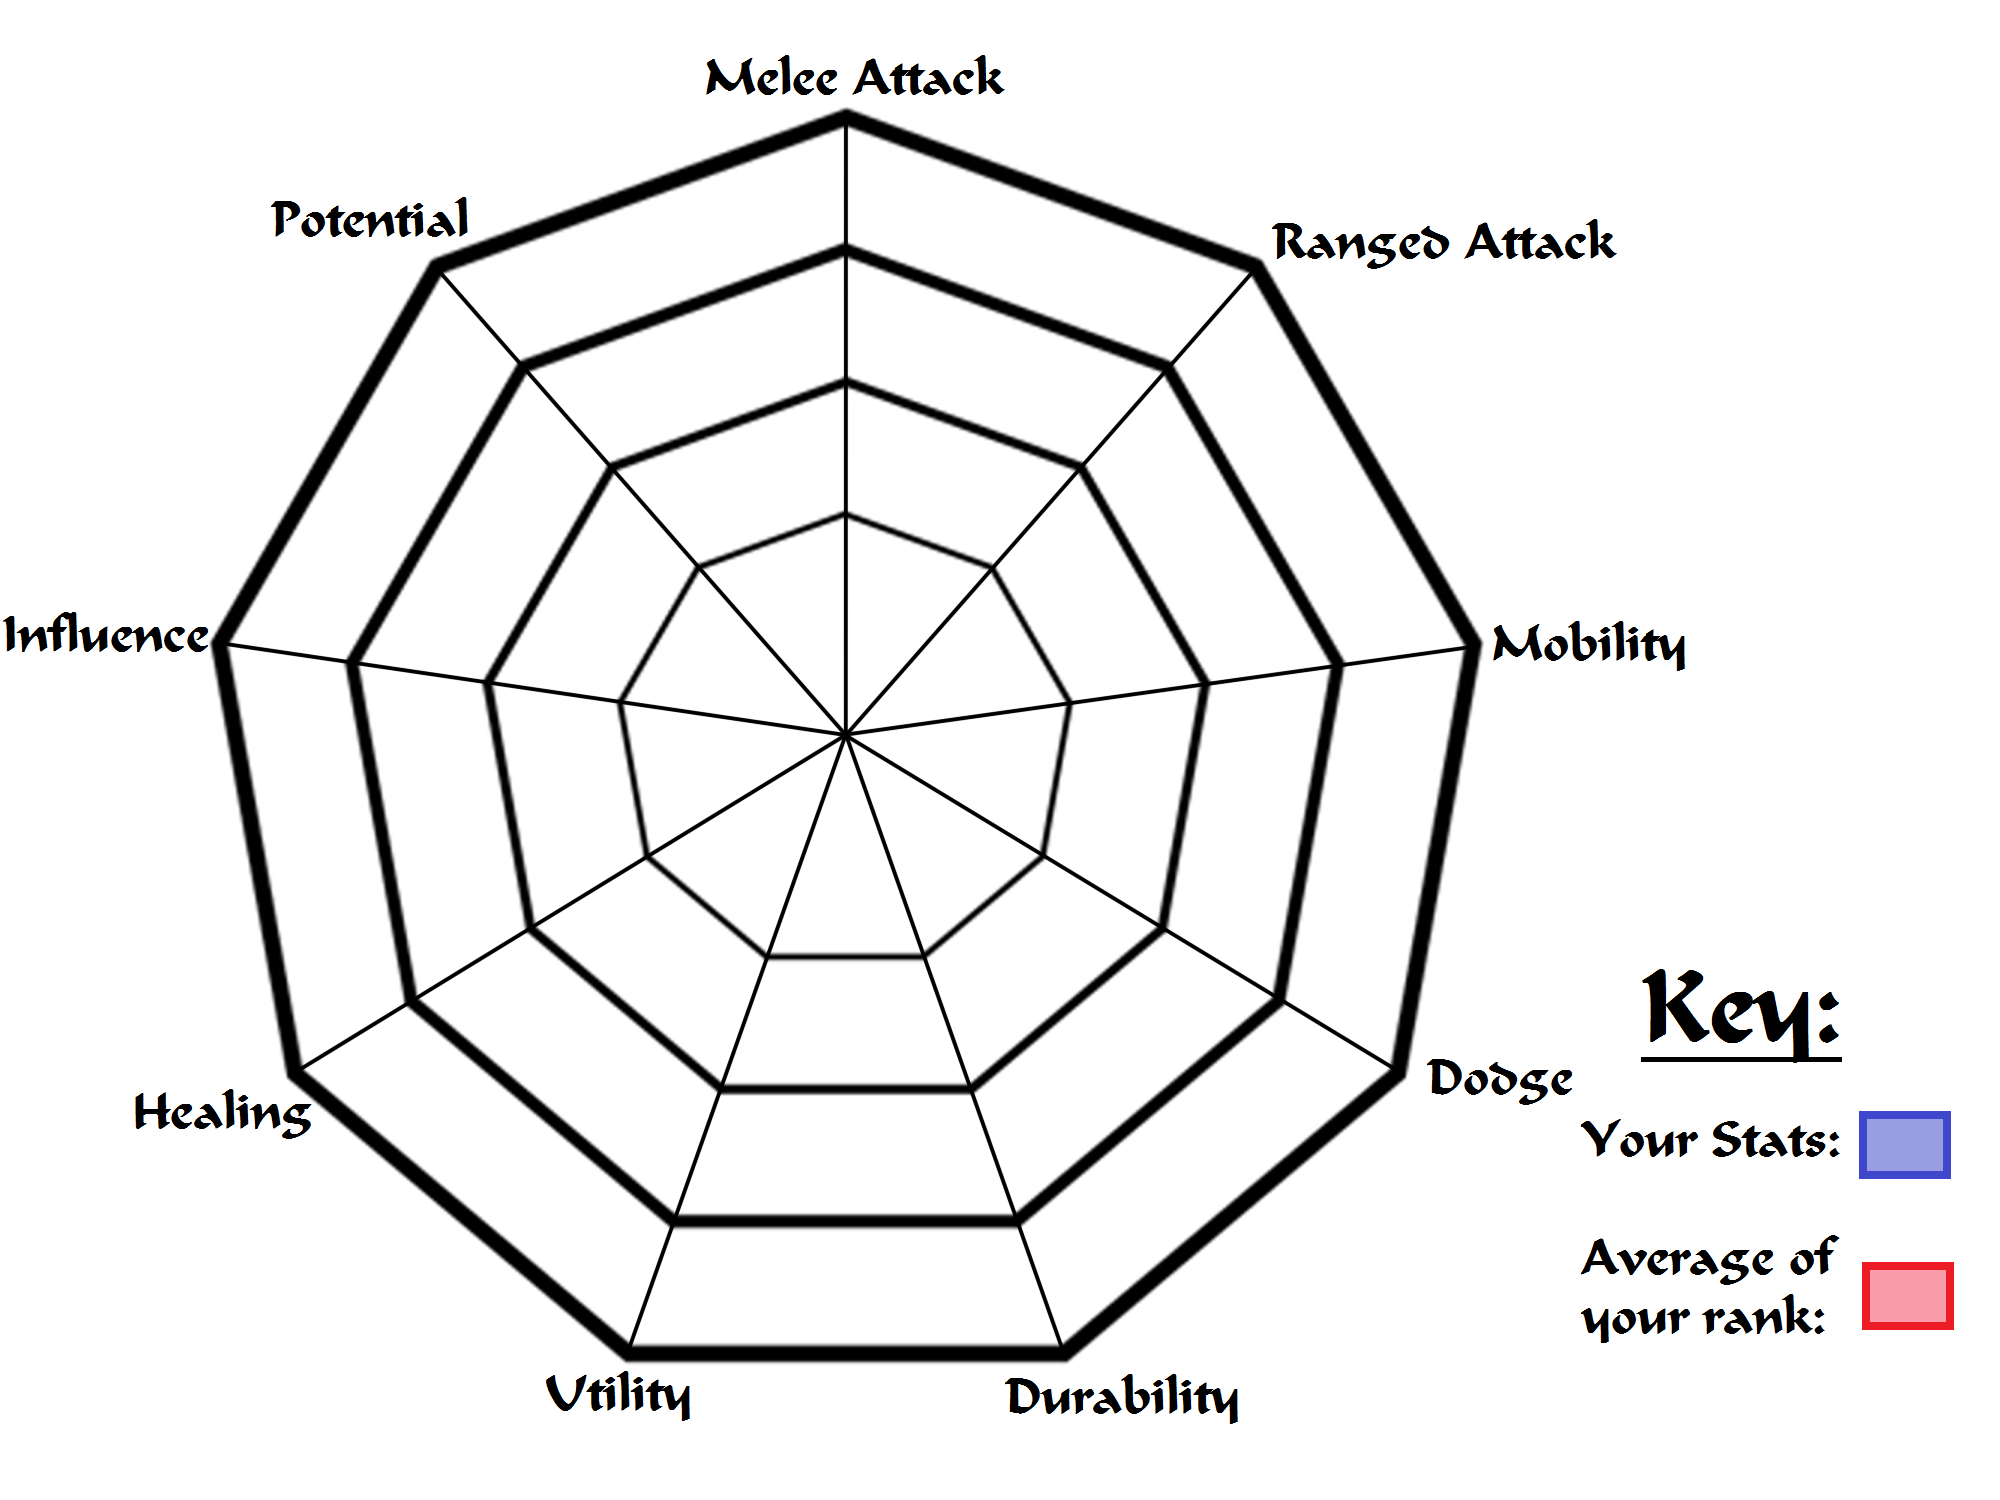 Melee Attack
Potential
Ranged Attack
Influence
Mobility
Healing
Dodge
Utility
Durability
Key:
Your Stats:
Average of
your rank: